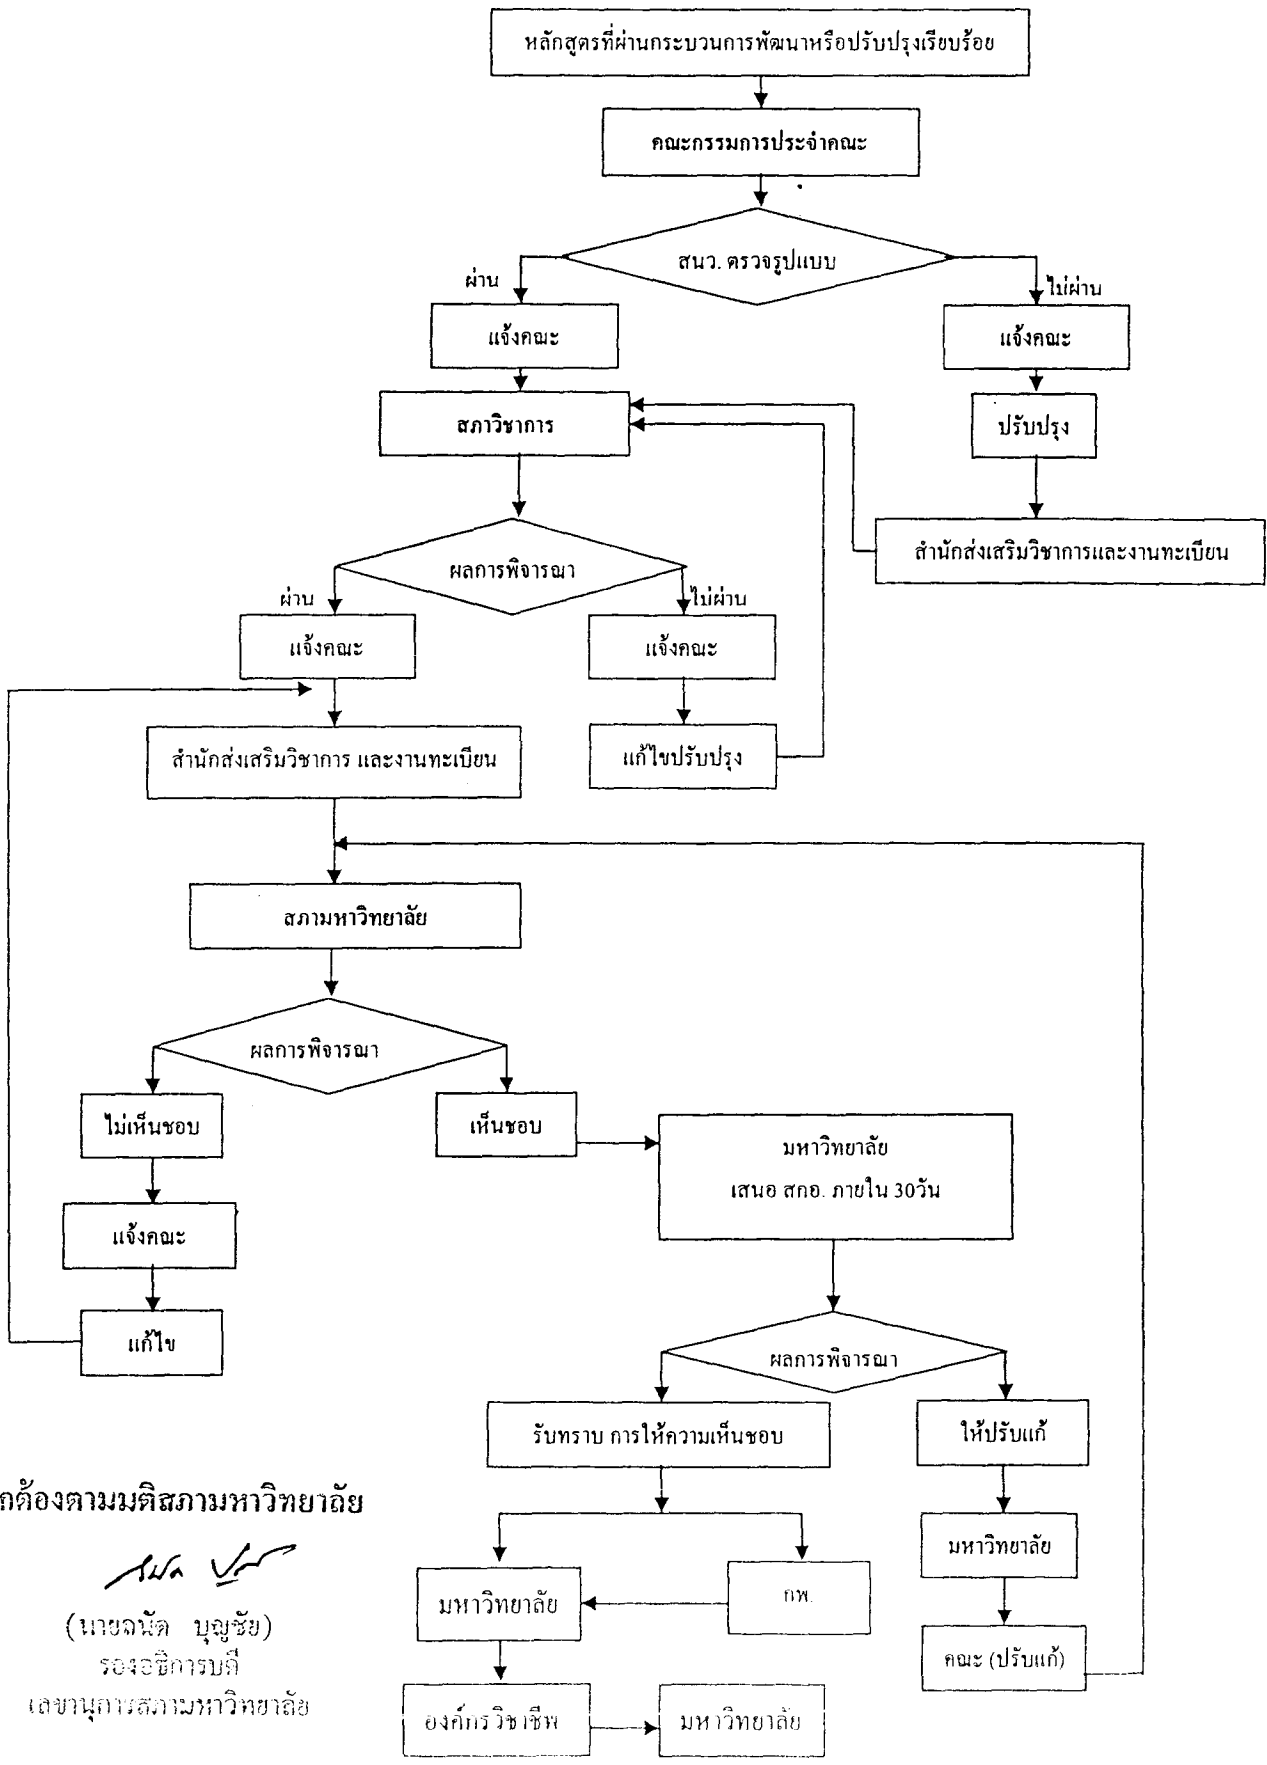 หลักสูตรที่ผ่านกระบวนการพัฒนาหรือปรับปรุงเรียบร้อย
คณะกรรมการประจำคณะ
สนว. ตรวจรูปแบบ
ผ่าน
ไม่ผ่าน
แจ้งคณะ
แจ้งคณะ
สภาวิชาการ
ปรับปรุง
สำนักส่งเสริมวิชาการและงานทะเบียน
ผลการพิจารณา
ผ่าน
ไม่ผ่าน
แจ้งคณะ
แจ้งคณะ
สำนักส่งเสริมวิชาการ และงานทะเบียน
แก้ไขปรับปรุง
สภามหาวิทยาลัย
ผลการพิจารณา
ไม่เห็นชอบ
เห็นชอบ
มหาวิทยาลัย
เสนอ สกอ. ภายใน 30วัน
แจ้งคณะ
แก้ไข
ผลการพิจารณา
รับทราบ การให้ความเห็นชอบ
ให้ปรับแก้
มหาวิทยาลัย
กพ.
มหาวิทยาลัย
คณะ (ปรับแก้)
องค์กรวิชาชีพ
มหาวิทยาลัย
กต้องตามมติสภามหาวิทยาลัย
(นายถนัด บุญชัย)
รองอธิการบดี
เลขานุการสภามหาวิทยาลัย